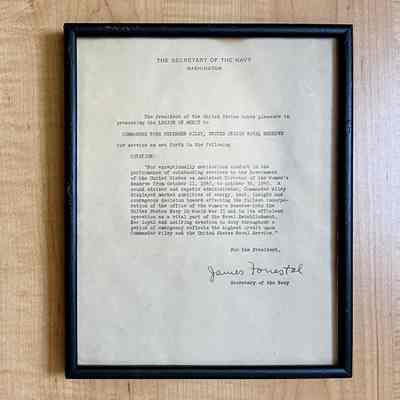 THE SECRETARY OF THE NAVY
WASHINGTON
The President of the United States takes pleasure in
presenting the LEGION OF MERIT to
COMMANDER TOVA PETERSEN WILEY, UNITED STATES NAVAL RESERVE
for service as set forth in the following
CITATION:
"For exceptionally meritorious conduct in the
performance of outstanding services to the Government
of the United States as Assistant Director of the Women's
Reserve from October 11, to October 30, 1945. A
sound adviser and capable Administrator, Commander Wiley
displayed marked qualities of energy, tact, insight and
courageous decision toward effecting the fullest incorpo-
ration of the office of the Women's Reserve into the
United States Navy in World War II and in its efficient
operation as a vital part of the Naval Establishment.
Her loyal and untiring devotion to duty throughout a
period of emergency reflects the highest credit upon
Commander Wiley and the United States Naval Service."
For the President,
James Forrestal
Secretary of the Navy